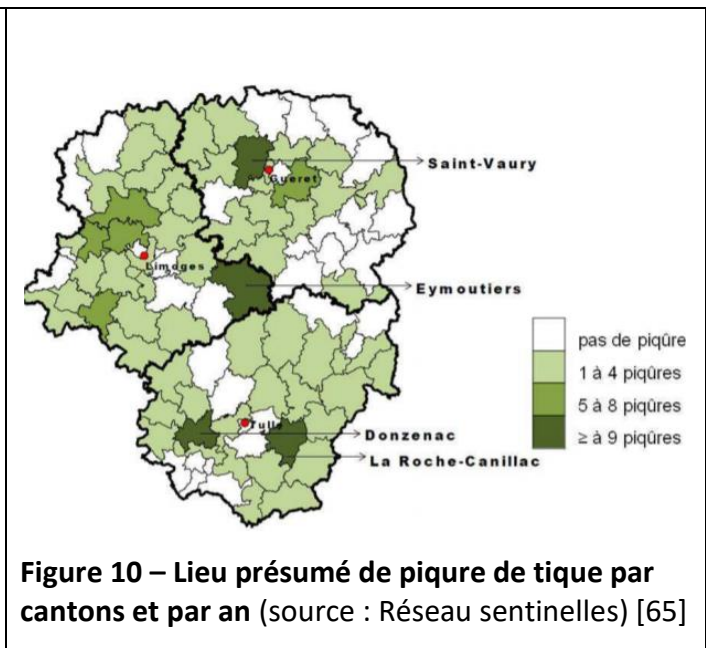 Saint-Vaury
Gueret
Limoges
Eymoutiers
pas de piqûre
1 à 4 piqûres
5 à 8 piqûres
≥ à 9 piqûres
Tulle
Donzenac
La Roche-Canillac
Figure 10 – Lieu présumé de piqure de tique par
cantons et par an (source : Réseau sentinelles) [65]